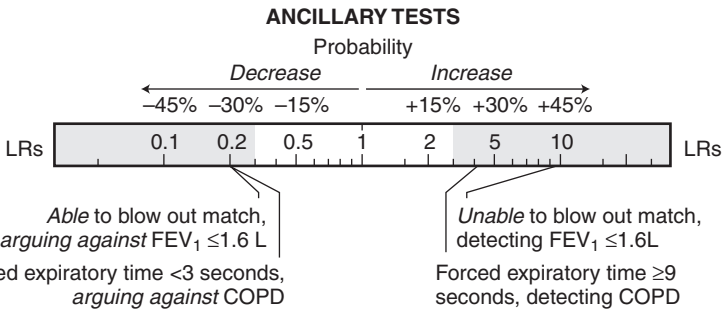 ANCILLARY TESTS
Probability
Decrease Increase
–45% –30% –15% +15% +30% +45%
LRs 0.1 0.2 0.5 1 2 5 10 LRs
Able to blow out match,
arguing against FEV₁ ≤1.6 L
expiratory time <3 seconds,
arguing against COPD
Unable to blow out match,
detecting FEV₁ ≤1.6L
Forced expiratory time ≥9
seconds, detecting COPD